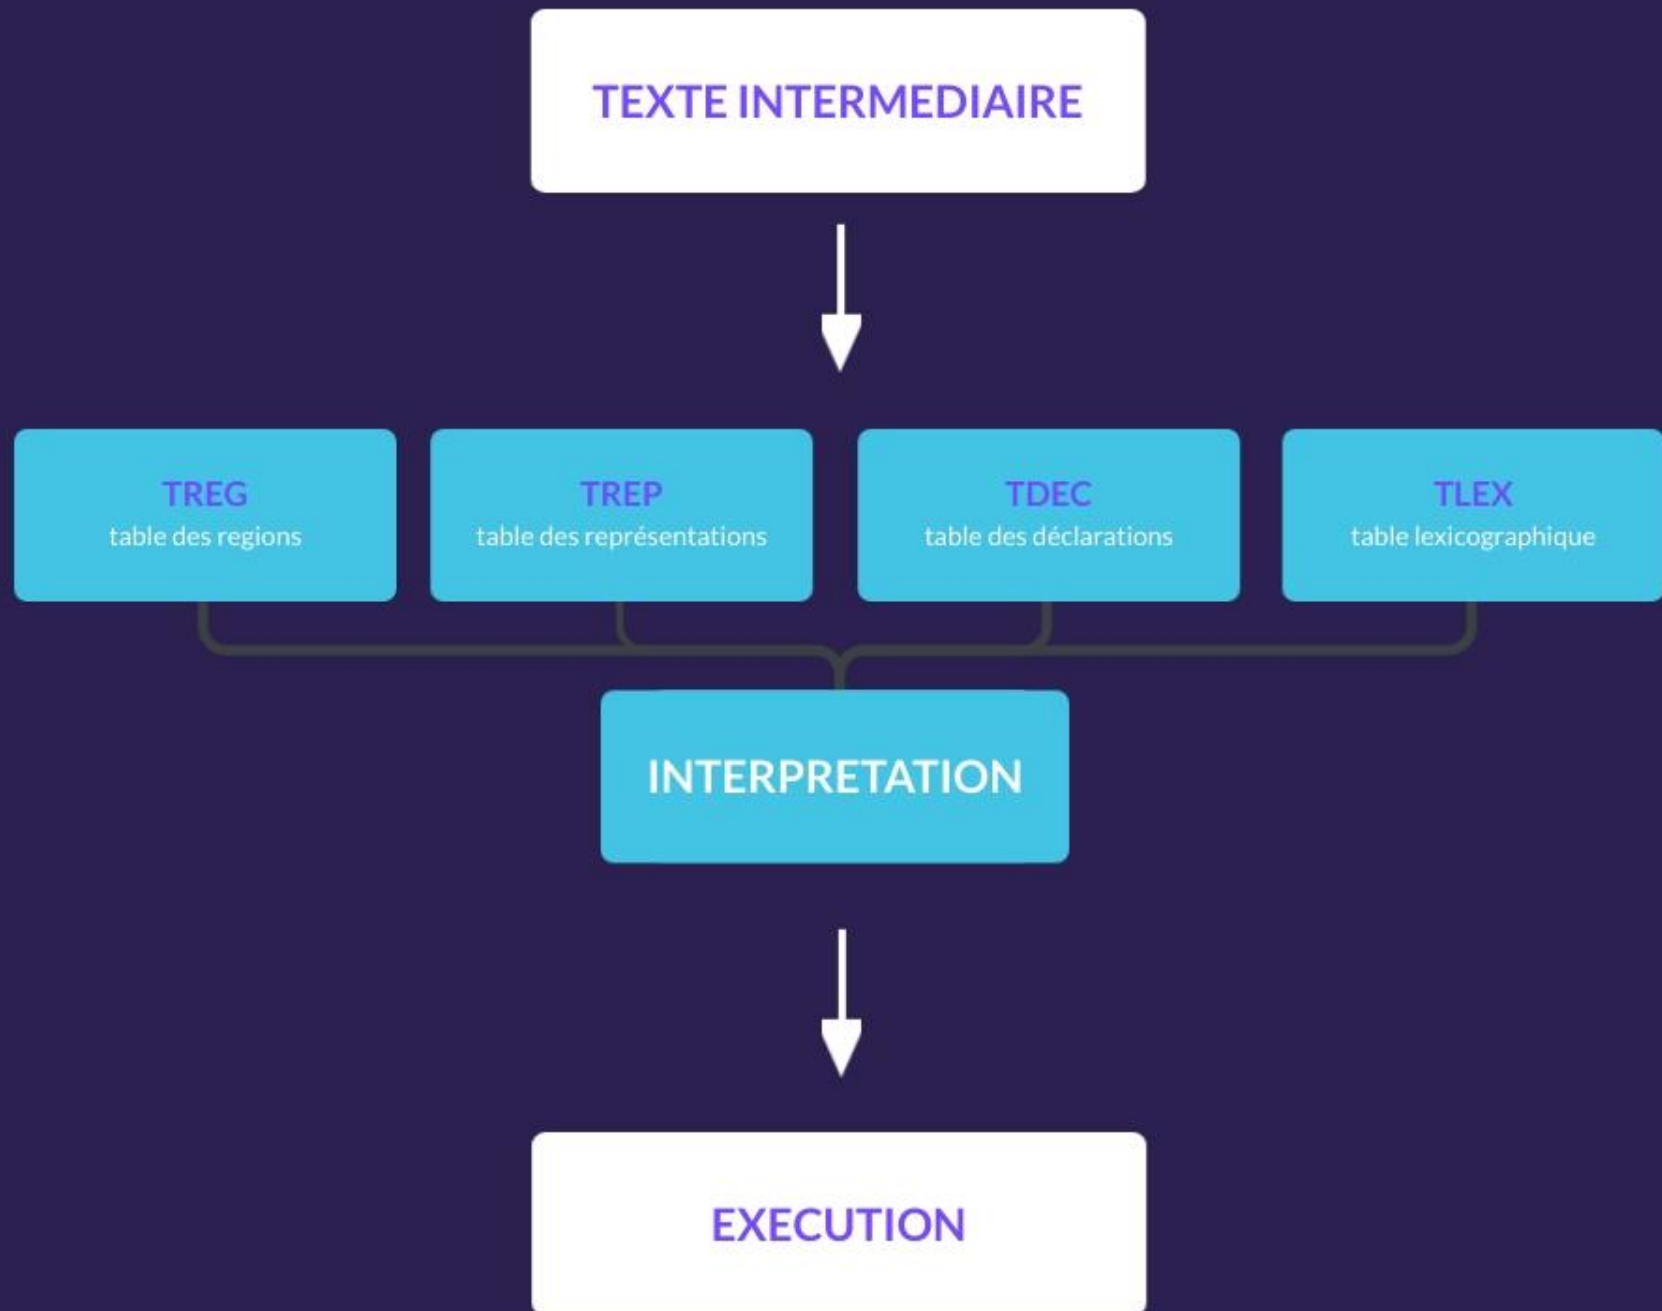 TEXTE INTERMEDIAIRE
TREG
table des regions
TREP
table des représentations
TDEC
table des déclarations
TLEX
table lexicographique
INTERPRETATION
EXECUTION